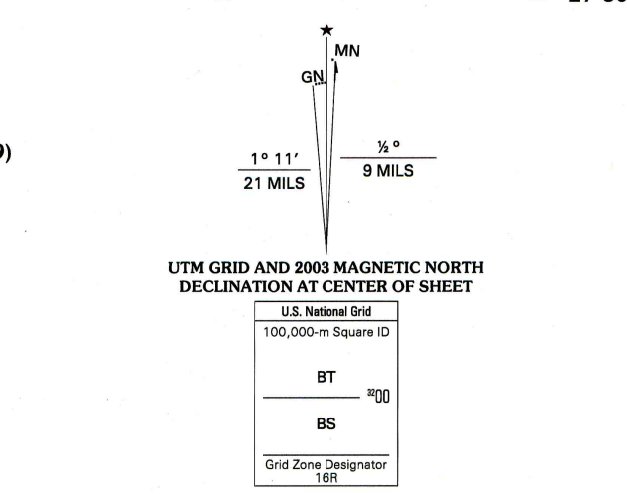 MN
GN
1° 11′
21 MILS
½ °
9 MILS
UTM GRID AND 2003 MAGNETIC NORTH
DECLINATION AT CENTER OF SHEET
U.S. National Grid
100,000-m Square ID
BT
3200
BS
Grid Zone Designator
16R